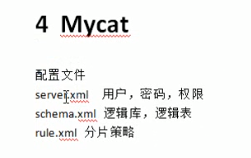 4 Mycat
配置文件
server.xml 用户，密码，权限
schema.xml 逻辑库，逻辑表
rule.xml 分片策略